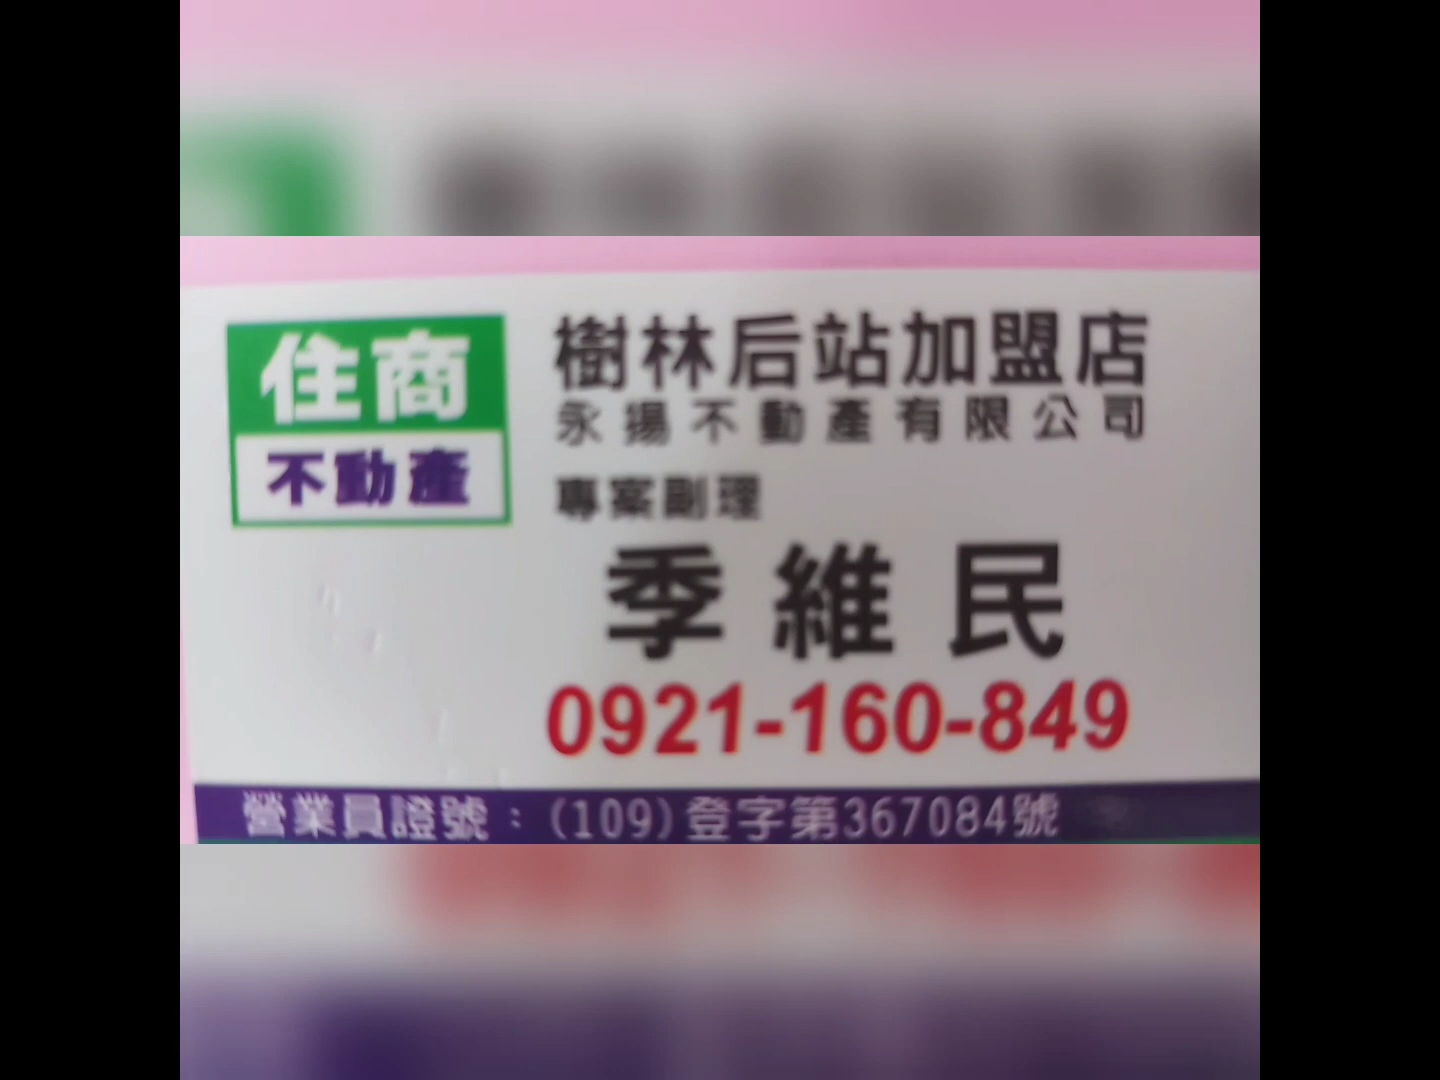 住商
不動產
樹林后站加盟店
永揚不動產有限公司
專案副理
季維民
0921-160-849
營業員證號：(109)登字第367084號